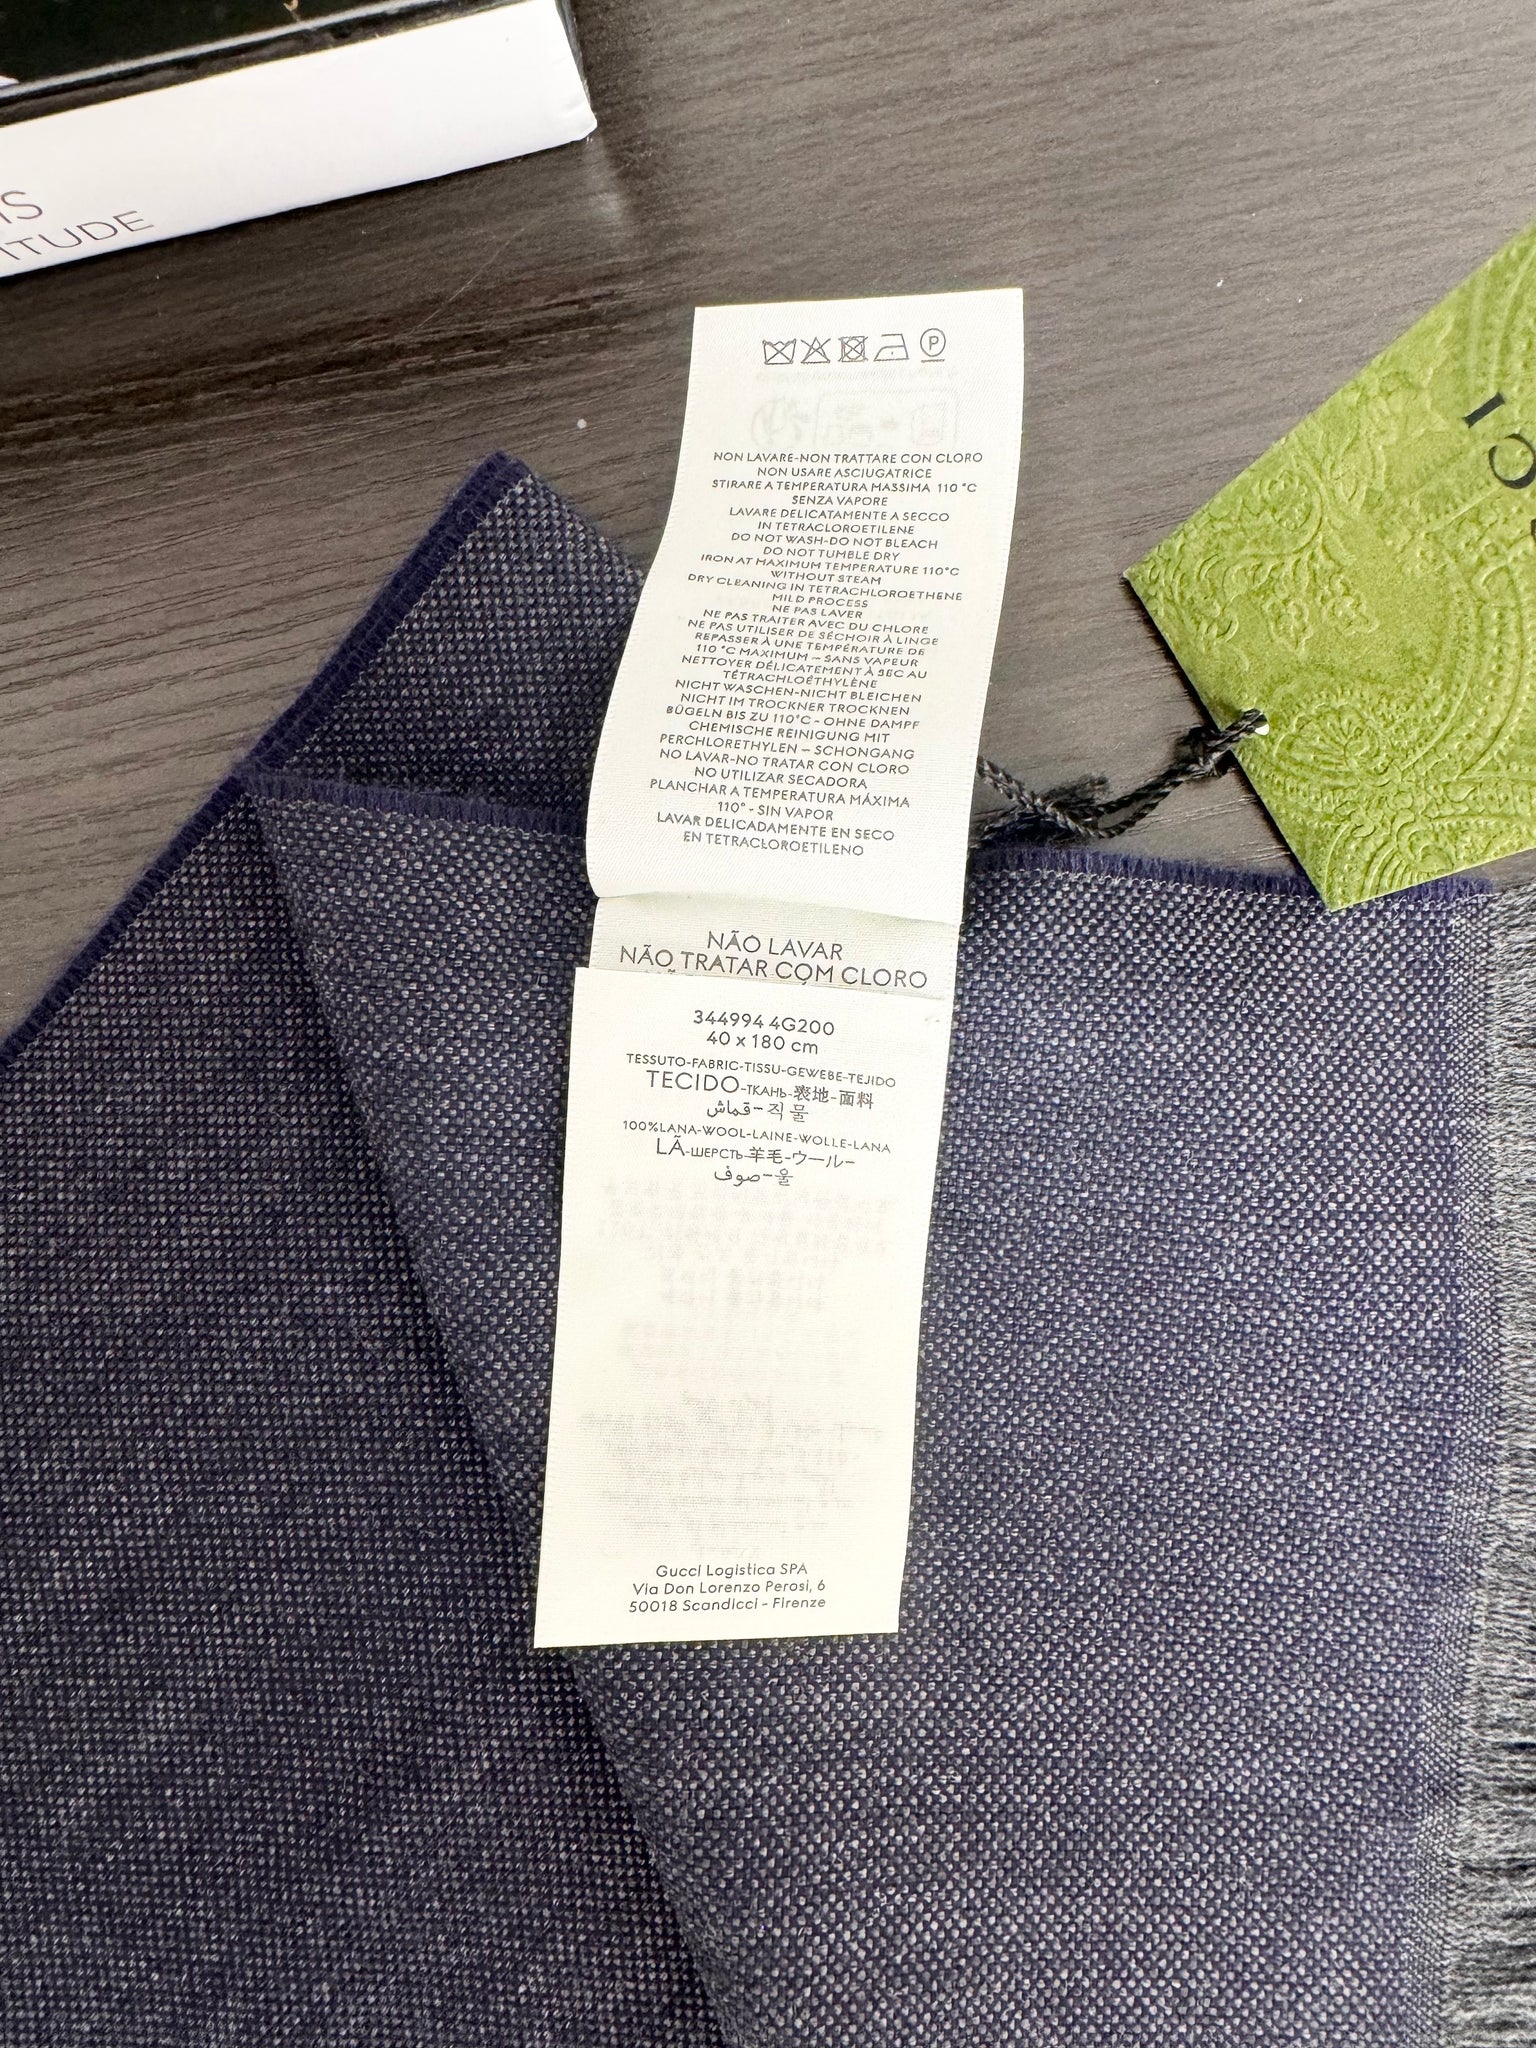 IS
ITUDE
P
NON LAVARE-NON TRATTARE CON CLORO
NON USARE ASCIUGATRICE
STIRARE A TEMPERATURA MASSIMA 110 °C
SENZA VAPORE
LAVARE DELICATAMENTE A SECCO
IN TETRACLOROETILENE
DO NOT WASH-DO NOT BLEACH
DO NOT TUMBLE DRY
IRON AT MAXIMUM TEMPERATURE 110°C
WITHOUT STEAM
DRY CLEANING IN TETRACHLOROETHENE
MILD PROCESS
NE PAS LAVER
NE PAS TRAITER AVEC DU CHLORE
NE PAS UTILISER DE SÉCHOIR À LINGE
REPASSER À UNE TEMPÉRATURE DE
110 °C MAXIMUM – SANS VAPEUR
NETTOYER DÉLICATEMENT À SEC AU
TÉTRACHLOÉTHYLÈNE
NICHT WASCHEN-NICHT BLEICHEN
NICHT IM TROCKNER TROCKNEN
BÜGELN BIS ZU 110°C - OHNE DAMPF
CHEMISCHE REINIGUNG MIT
PERCHLORETHYLEN – SCHONGANG
NO LAVAR-NO TRATAR CON CLORO
NO UTILIZAR SECADORA
PLANCHAR A TEMPERATURA MÁXIMA
110° - SIN VAPOR
LAVAR DELICADAMENTE EN SECO
EN TETRACLOROETILENO
NÃO LAVAR
NÃO TRATAR COM CLORO
344994 4G200
40 x 180 cm
TESSUTO-FABRIC-TISSU-GEWEBE-TEJIDO
TECIDO-ТКАНЬ-表地-面料
قماش-직물
100%LANA-WOOL-LAINE-WOLLE-LANA
LÃ-ШЕРСТЬ-羊毛-ウール-
صوف-울
Gucci Logistica SPA
Via Don Lorenzo Perosi, 6
50018 Scandicci - Firenze